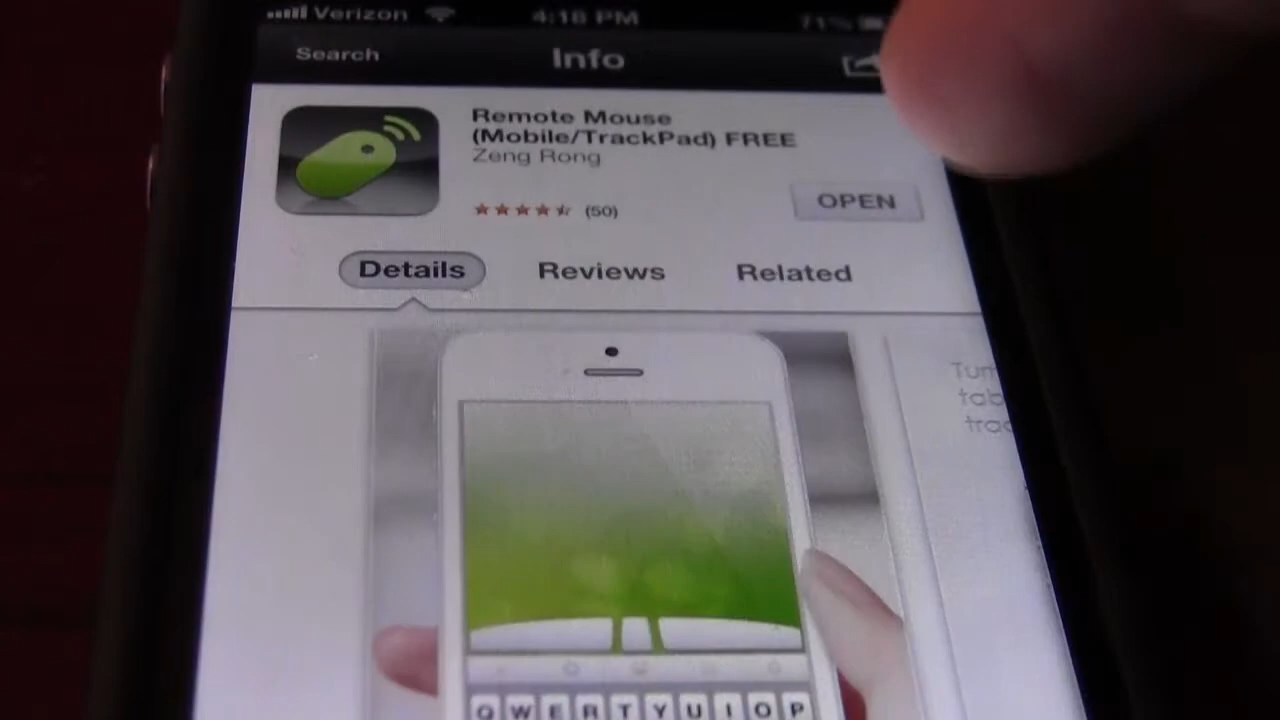 Verizon 4:18 PM 71%
Search Info
Remote Mouse
(Mobile/TrackPad) FREE
Zeng Rong
(50)
OPEN
Details Reviews Related
Q W E R T Y U I O P